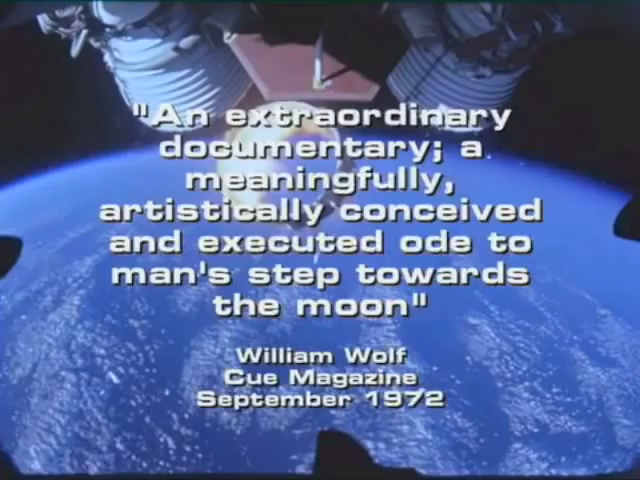 "An extraordinary
documentary; a
meaningfully,
artistically conceived
and executed ode to
man's step towards
the moon"
William Wolf
Cue Magazine
September 1972